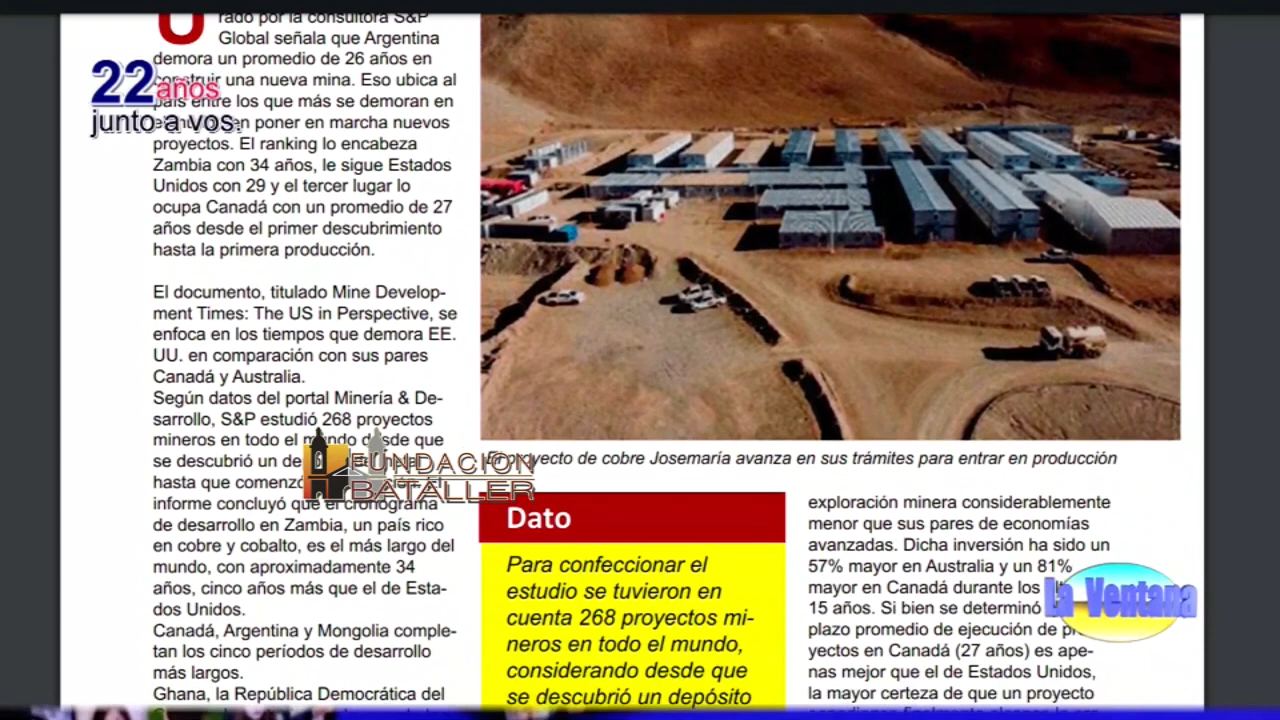 rado por la consultora S&P
Global señala que Argentina
demora un promedio de 26 años en
construir una nueva mina. Eso ubica al
país entre los que más se demoran en
en poner en marcha nuevos
proyectos. El ranking lo encabeza
Zambia con 34 años, le sigue Estados
Unidos con 29 y el tercer lugar lo
ocupa Canadá con un promedio de 27
años desde el primer descubrimiento
hasta la primera producción.
El documento, titulado Mine Develop-
ment Times: The US in Perspective, se
enfoca en los tiempos que demora EE.
UU. en comparación con sus pares
Canadá y Australia.
Según datos del portal Minería & De-
sarrollo, S&P estudió 268 proyectos
mineros en todo el mundo desde que
se descubrió un
hasta que comenzó
informe concluyó que el cronograma
de desarrollo en Zambia, un país rico
en cobre y cobalto, es el más largo del
mundo, con aproximadamente 34
años, cinco años más que el de Esta-
dos Unidos.
Canadá, Argentina y Mongolia comple-
tan los cinco períodos de desarrollo
más largos.
Ghana, la República Democrática del
22 años
junto a vos.
FUNDACION
BATALLER
proyecto de cobre Josemaría avanza en sus trámites para entrar en producción
Dato
Para confeccionar el
estudio se tuvieron en
cuenta 268 proyectos mi-
neros en todo el mundo,
considerando desde que
se descubrió un depósito
exploración minera considerablemente
menor que sus pares de economías
avanzadas. Dicha inversión ha sido un
57% mayor en Australia y un 81%
mayor en Canadá durante los
15 años. Si bien se determinó
plazo promedio de ejecución de
yectos en Canadá (27 años) es ape-
nas mejor que el de Estados Unidos,
la mayor certeza de que un proyecto
La Ventana